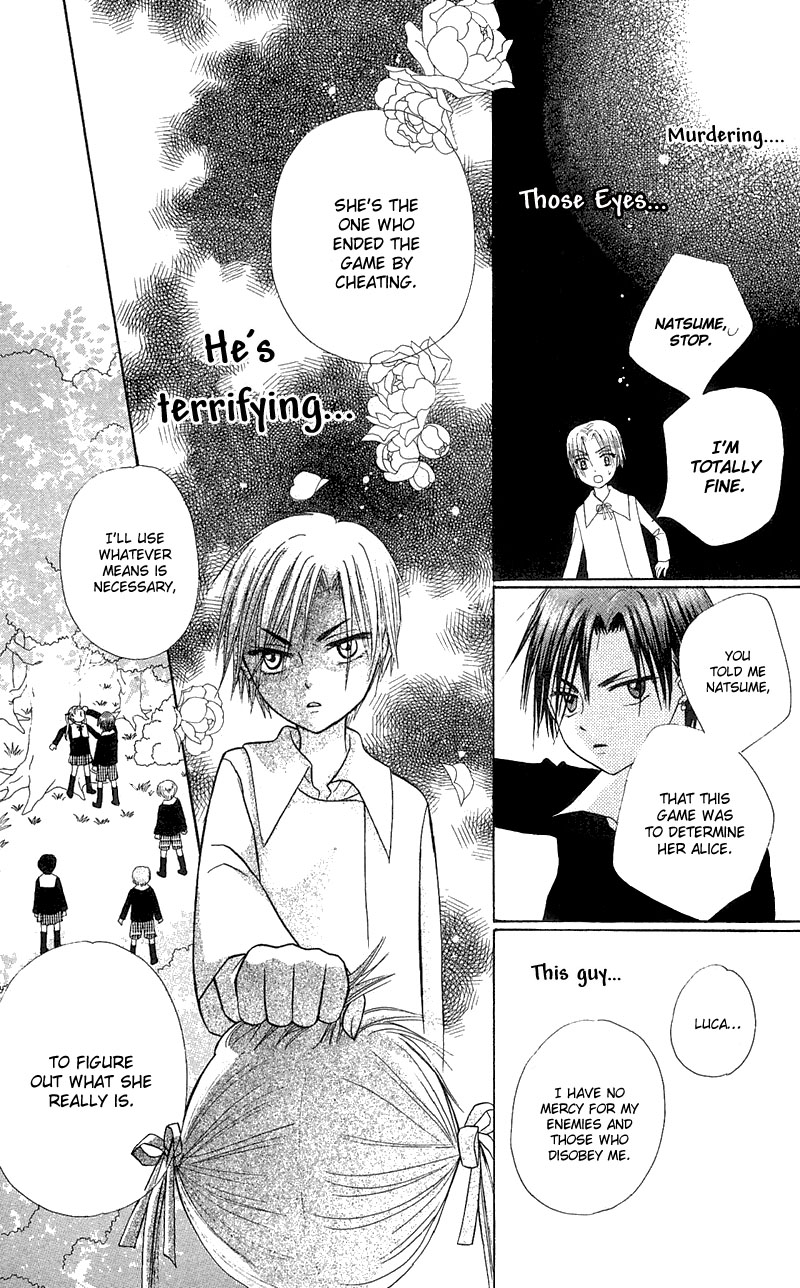 Murdering....
Those Eyes...
NATSUME,
STOP.
I'M
TOTALLY
FINE.
YOU
TOLD ME
NATSUME,
THAT THIS
GAME WAS
TO DETERMINE
HER ALICE.
LUCA...
This guy...
I HAVE NO
MERCY FOR MY
ENEMIES AND
THOSE WHO
DISOBEY ME.
SHE'S THE
ONE WHO
ENDED THE
GAME BY
CHEATING.
He's
terrifying...
I'LL USE
WHATEVER
MEANS IS
NECESSARY,
TO FIGURE
OUT WHAT SHE
REALLY IS.